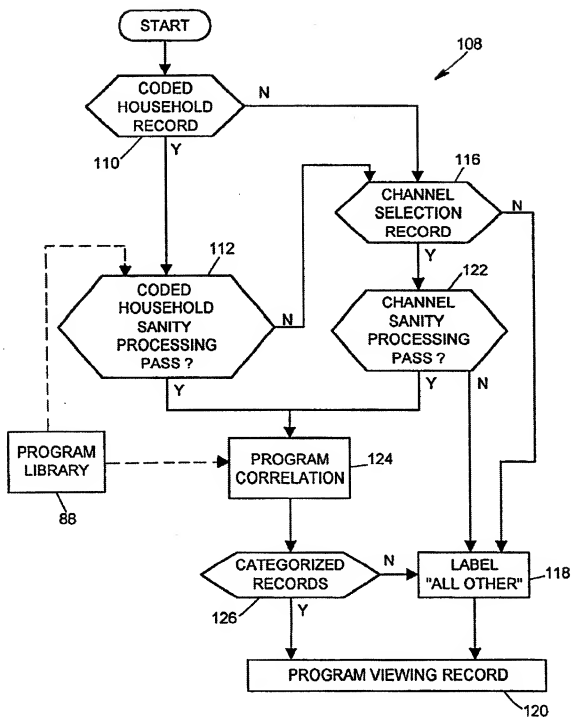 START
108
CODED
HOUSEHOLD
RECORD
N
110
Y
116
CHANNEL
SELECTION
RECORD
N
Y
112
CODED
HOUSEHOLD
SANITY
PROCESSING
PASS ?
N
Y
122
CHANNEL
SANITY
PROCESSING
PASS ?
Y
N
PROGRAM
LIBRARY
88
PROGRAM
CORRELATION
124
CATEGORIZED
RECORDS
N
126
Y
LABEL
"ALL OTHER"
118
PROGRAM VIEWING RECORD
120